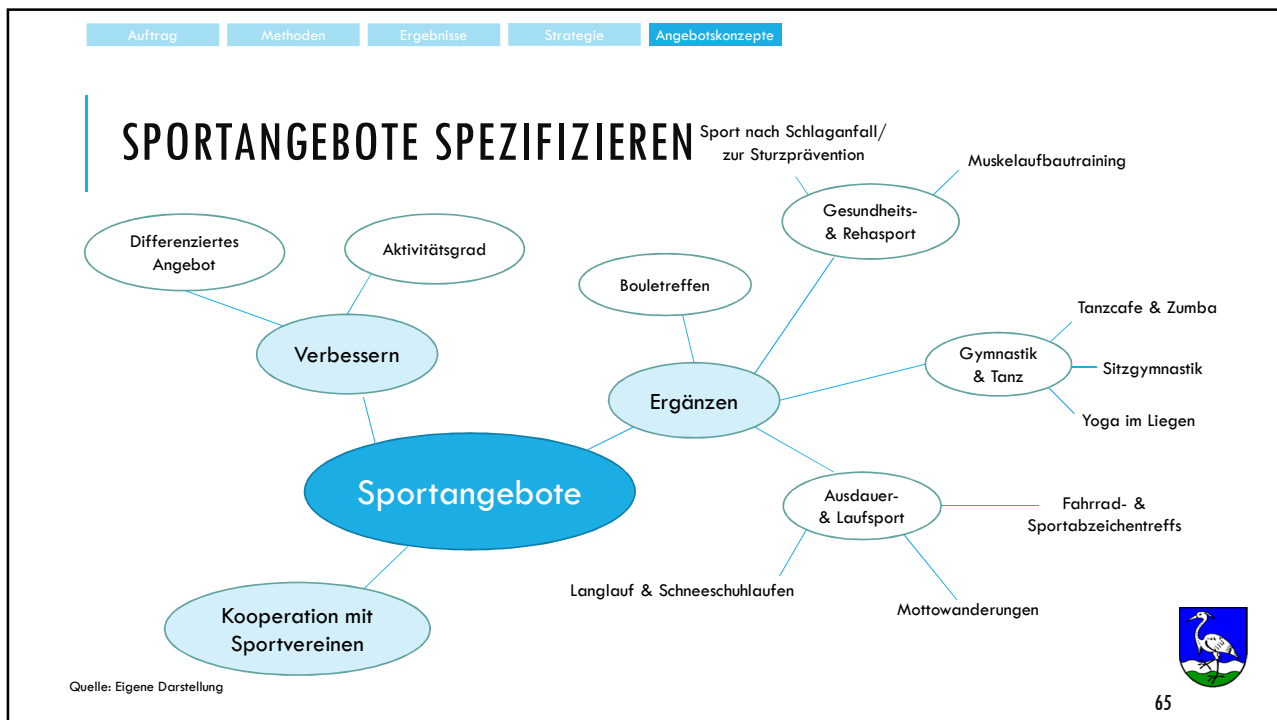 Auftrag
Methoden
Ergebnisse
Strategie
Angebotskonzepte
SPORTANGEBOTE SPEZIFIZIEREN
Sport nach Schlaganfall/
zur Sturzprävention
Muskelaufbautraining
Gesundheits-
& Rehasport
Differenziertes
Angebot
Aktivitätsgrad
Bouletreffen
Tanzcafe & Zumba
Verbessern
Gymnastik
& Tanz
Sitzgymnastik
Ergänzen
Yoga im Liegen
Sportangebote
Ausdauer-
& Laufsport
Fahrrad- &
Sportabzeichentreffs
Langlauf & Schneeschuhlaufen
Mottowanderungen
Kooperation mit
Sportvereinen
Quelle: Eigene Darstellung
65